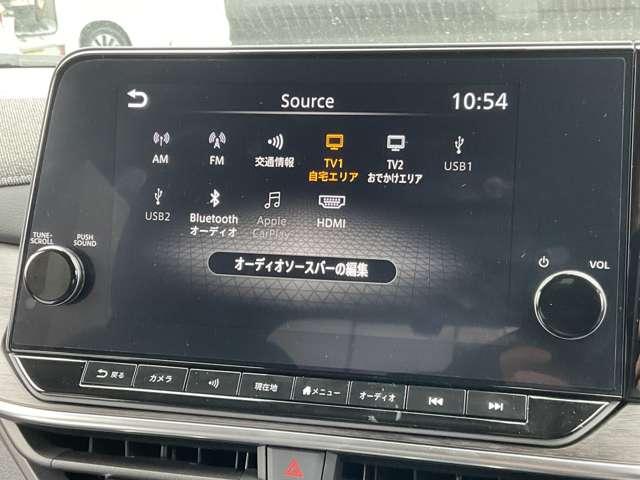 Source
10:54
AM
FM
交通情報
TV1
自宅エリア
TV2
おでかけエリア
USB1
USB2
Bluetooth
オーディオ
Apple
CarPlay
HDMI
オーディオソースバーの編集
TUNE-
SCROLL
PUSH
SOUND
VOL
戻る
カメラ
現在地
メニュー
オーディオ